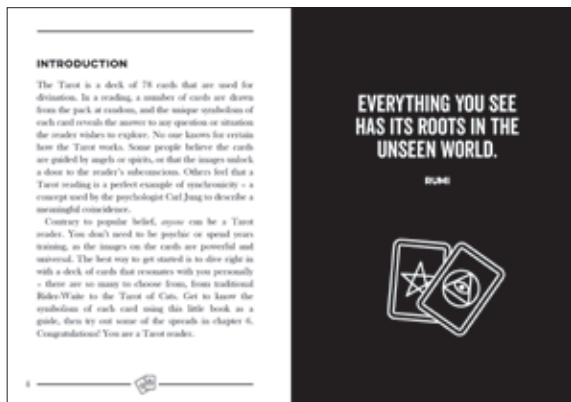 INTRODUCTION
The Tarot is a deck of 78 cards that are used for
divination. In a reading, a number of cards are drawn
from the pack at random, and the unique symbolism of
each card reveals the answer to any question or situation
the reader wishes to explore. No one knows for certain
how the Tarot works. Some people believe the cards
are guided by angels or spirits, or that the images unlock
a door to the reader's subconscious. Others feel that a
Tarot reading is a perfect example of synchronicity – a
concept used by the psychologist Carl Jung to describe a
meaningful coincidence.
Contrary to popular belief, anyone can be a Tarot
reader. You don't need to be psychic or spend years
training, as the images on the cards are powerful and
universal. The best way to get started is to dive right in
with a deck of cards that resonates with you personally
– there are so many to choose from, from traditional
Rider-Waite to the Tarot of Cats. Get to know the
symbolism of each card using this little book as a
guide, then try out some of the spreads in chapter 6.
Congratulations! You are a Tarot reader.
EVERYTHING YOU SEE
HAS ITS ROOTS IN THE
UNSEEN WORLD.
RUMI